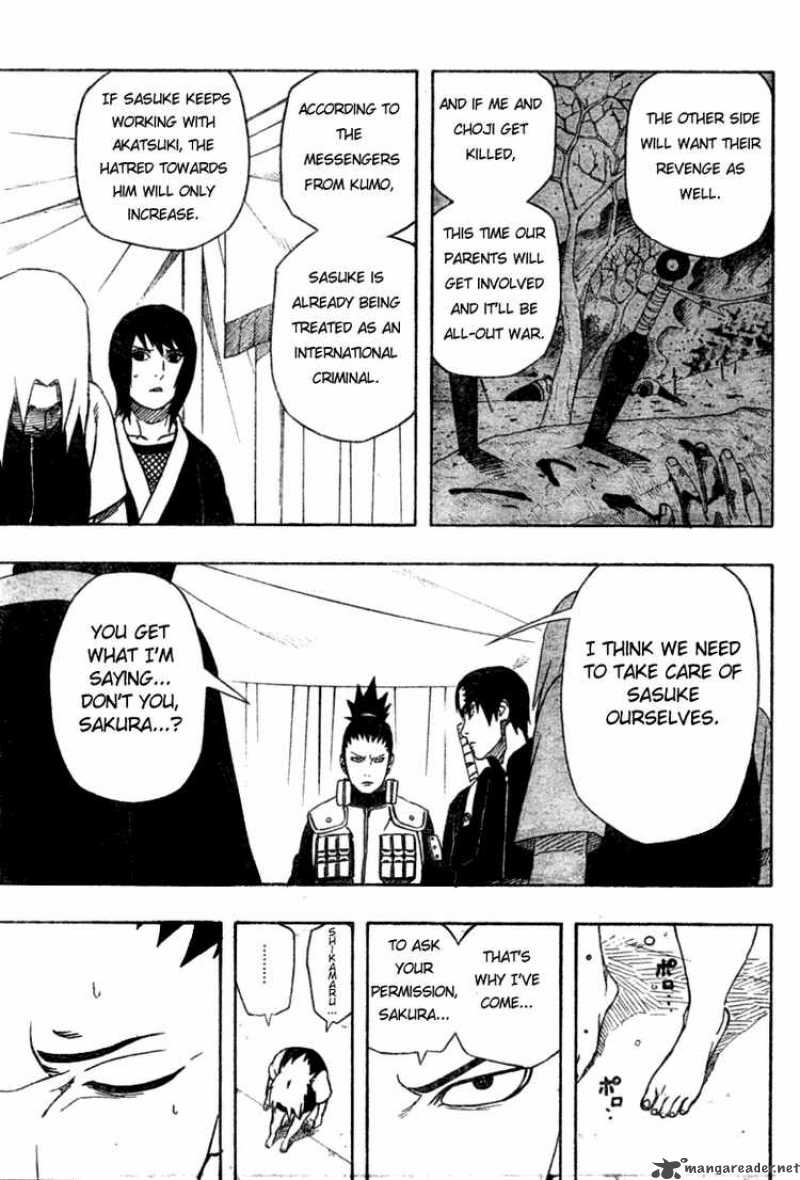 THE OTHER SIDE
WILL WANT THEIR
REVENGE AS
WELL.
AND IF ME AND
CHOJI GET
KILLED,
THIS TIME OUR
PARENTS WILL
GET INVOLVED
AND IT'LL BE
ALL-OUT WAR.
ACCORDING TO
THE
MESSENGERS
FROM KUMO,
SASUKE IS
ALREADY BEING
TREATED AS AN
INTERNATIONAL
CRIMINAL.
IF SASUKE KEEPS
WORKING WITH
AKATSUKI, THE
HATRED TOWARDS
HIM WILL ONLY
INCREASE.
I THINK WE NEED
TO TAKE CARE OF
SASUKE
OURSELVES.
YOU GET
WHAT I'M
SAYING...
DON'T YOU,
SAKURA...?
ポロ
ポロ
THAT'S
WHY I'VE
COME...
TO ASK
YOUR
PERMISSION,
SAKURA...
SHIKAMARU...
.........
mangareader.net